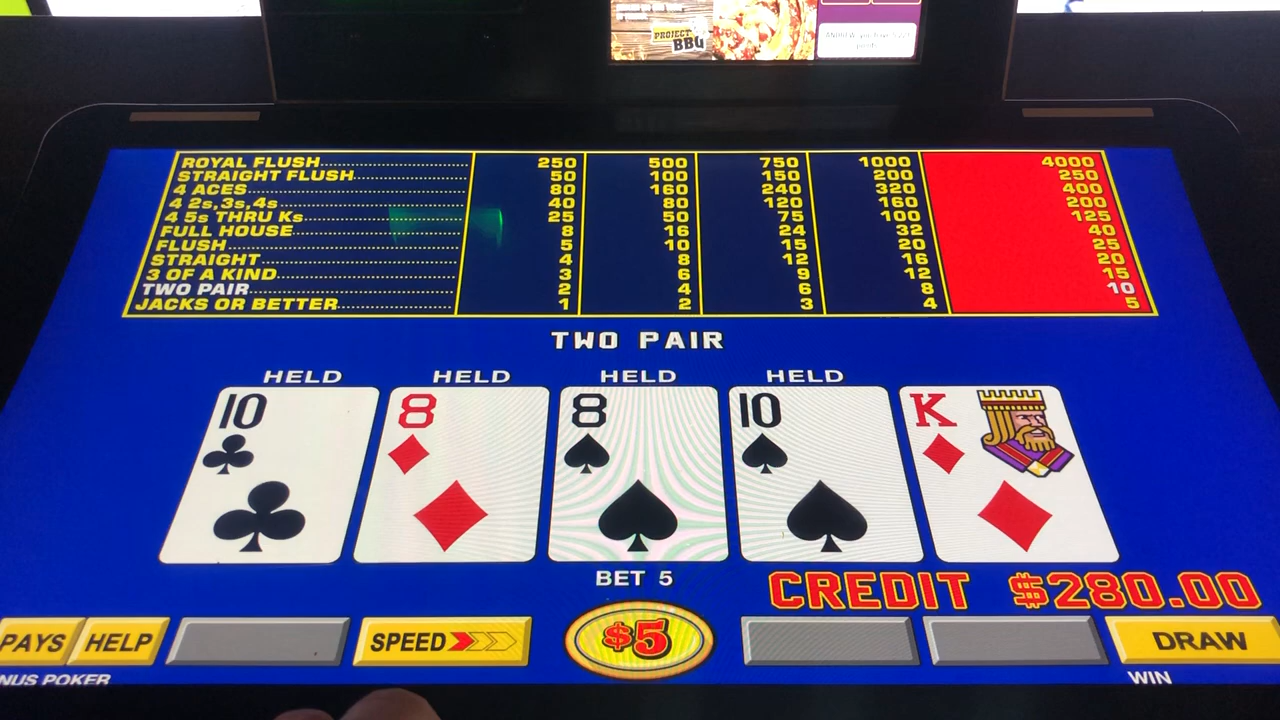 PROJECT BBG
ROYAL FLUSH 250 500 750 1000 4000
STRAIGHT FLUSH 50 100 150 200 250
4 ACES 80 160 240 320 400
4 2s,3s,4s 40 80 120 160 200
4 5s THRU Ks 25 50 75 100 125
FULL HOUSE 8 16 24 32 40
FLUSH 5 10 15 20 25
STRAIGHT 4 8 12 16 20
3 OF A KIND 3 6 9 12 15
TWO PAIR 2 4 6 8 10
JACKS OR BETTER 1 2 3 4 5
TWO PAIR
HELD HELD HELD HELD
10 8 8 10 K
BET 5
CREDIT $280.00
PAYS HELP SPEED $5 DRAW
NUS POKER WIN